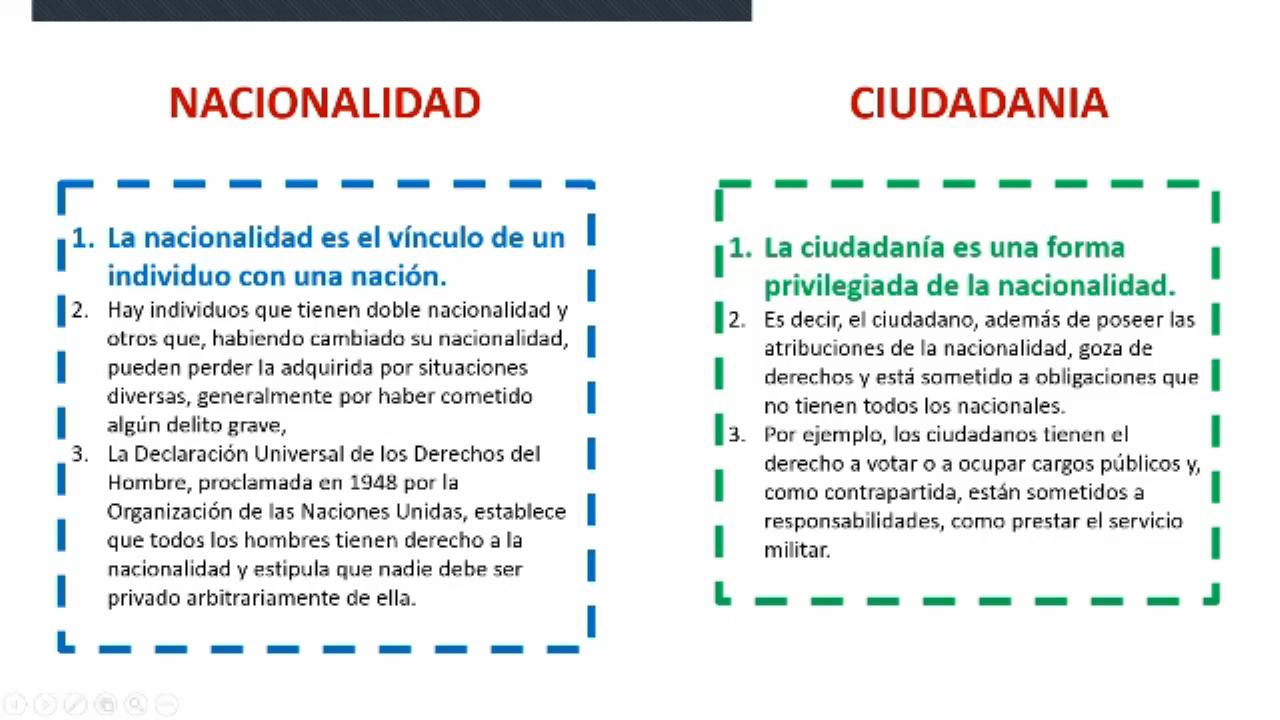 NACIONALIDAD
1. La nacionalidad es el vínculo de un
individuo con una nación.
2. Hay individuos que tienen doble nacionalidad y
otros que, habiendo cambiado su nacionalidad,
pueden perder la adquirida por situaciones
diversas, generalmente por haber cometido
algún delito grave,
3. La Declaración Universal de los Derechos del
Hombre, proclamada en 1948 por la
Organización de las Naciones Unidas, establece
que todos los hombres tienen derecho a la
nacionalidad y estipula que nadie debe ser
privado arbitrariamente de ella.
CIUDADANIA
1. La ciudadanía es una forma
privilegiada de la nacionalidad.
2. Es decir, el ciudadano, además de poseer las
atribuciones de la nacionalidad, goza de
derechos y está sometido a obligaciones que
no tienen todos los nacionales.
3. Por ejemplo, los ciudadanos tienen el
derecho a votar o a ocupar cargos públicos y,
como contrapartida, están sometidos a
responsabilidades, como prestar el servicio
militar.